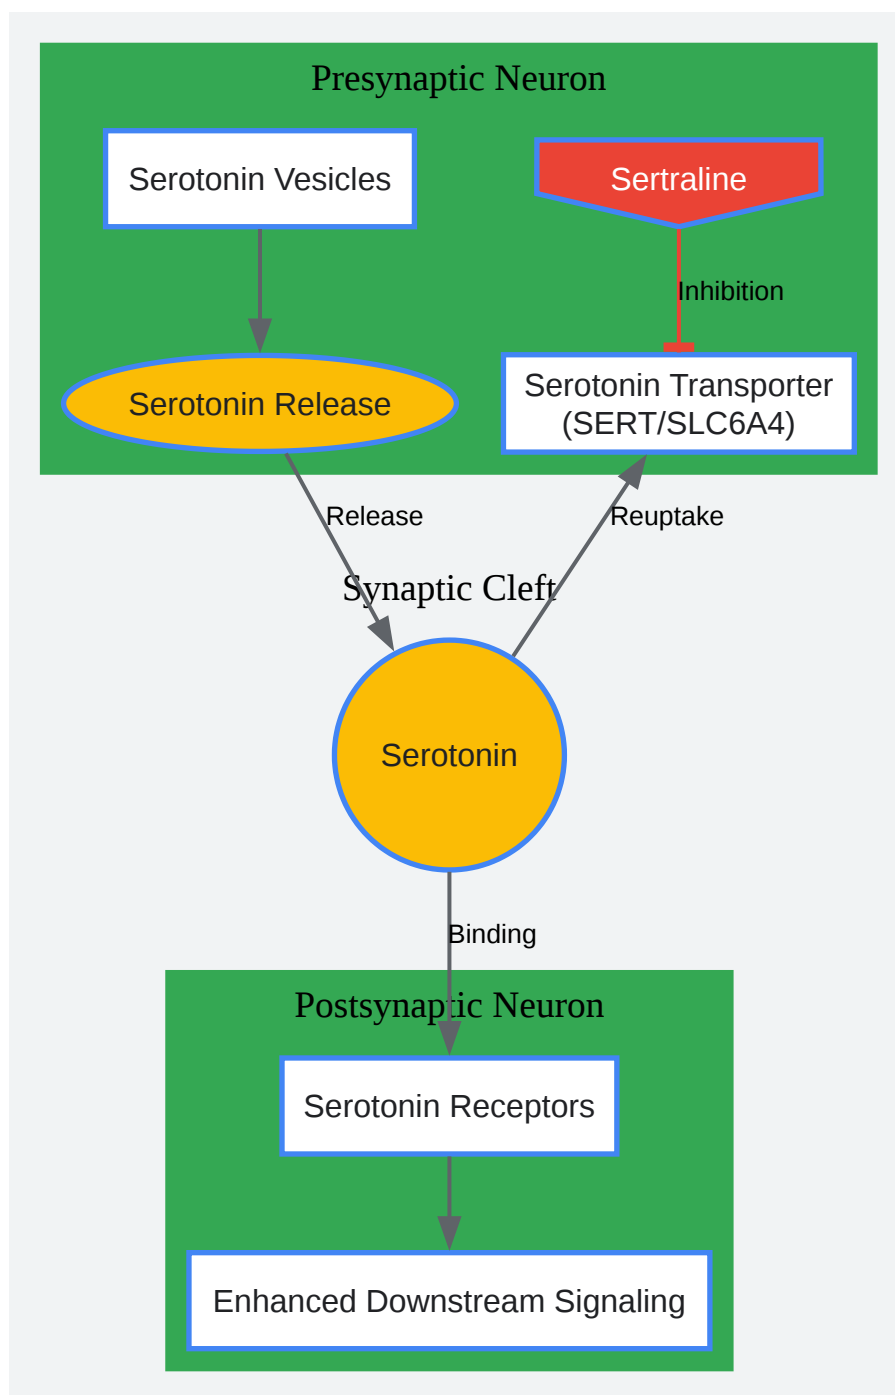 Presynaptic Neuron
Serotonin Vesicles
Sertraline
Inhibition
Serotonin Release
Serotonin Transporter
(SERT/SLC6A4)
Release
Reuptake
Synaptic Cleft
Serotonin
Binding
Postsynaptic Neuron
Serotonin Receptors
Enhanced Downstream Signaling